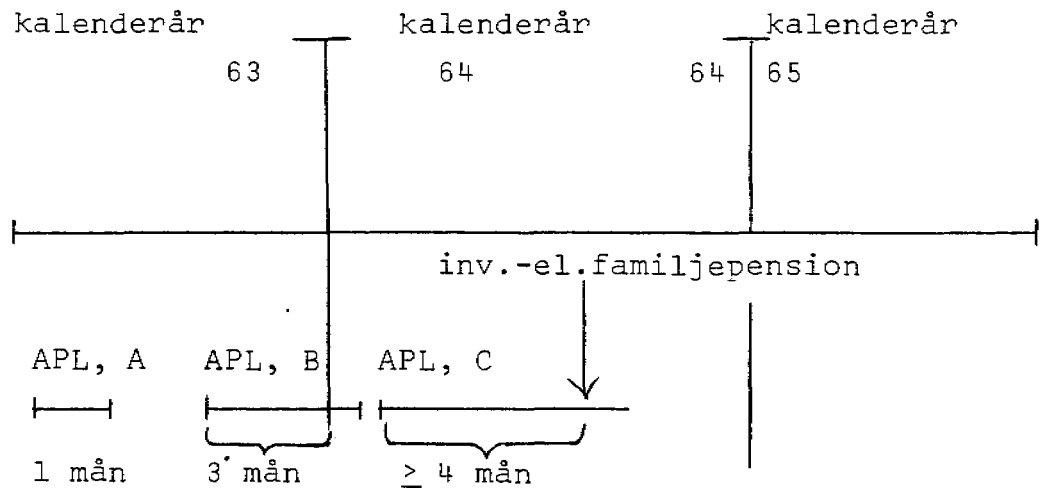 kalenderår kalenderår kalenderår
63 64 64 65
inv.-el.familjepension
APL, A APL, B APL, C
1 mån 3 mån ≥ 4 mån